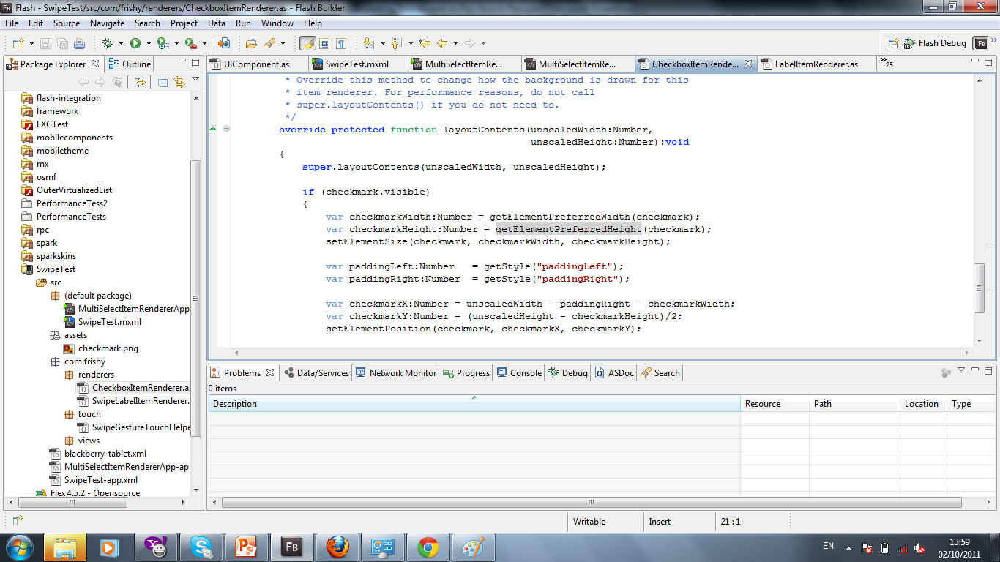 Flash - SwipeTest/src/com/frishy/renderers/CheckboxItemRenderer.as - Flash Builder
File Edit Source Navigate Search Project Data Run Window Help
Flash Debug
Package Explorer
Outline
flash-integration
framework
FXGTest
mobilecomponents
mobiletheme
mx
osmf
OuterVirtualizedList
PerformanceTess2
PerformanceTests
rpc
spark
sparkskins
SwipeTest
src
(default package)
MultiSelectItemRendererApp
SwipeTest.mxml
assets
checkmark.png
com.frishy
renderers
CheckboxItemRenderer.as
SwipeLabelItemRenderer.
touch
SwipeGestureTouchHelpe
views
blackberry-tablet.xml
MultiSelectItemRendererApp-ap
SwipeTest-app.xml
Flex 4.5.2 - Opensource
UIComponent.as
SwipeTest.mxml
MultiSelectItemRe...
MultiSelectItemRe...
CheckboxItemRende...
LabelItemRenderer.as
»25
* Override this method to change how the background is drawn for this
* item renderer. For performance reasons, do not call
* super.layoutContents() if you do not need to.
*/
override protected function layoutContents(unscaledWidth:Number,
unscaledHeight:Number):void
{
super.layoutContents(unscaledWidth, unscaledHeight);
if (checkmark.visible)
{
var checkmarkWidth:Number = getElementPreferredWidth(checkmark);
var checkmarkHeight:Number = getElementPreferredHeight(checkmark);
setElementSize(checkmark, checkmarkWidth, checkmarkHeight);
var paddingLeft:Number   = getStyle("paddingLeft");
var paddingRight:Number  = getStyle("paddingRight");
var checkmarkX:Number = unscaledWidth - paddingRight - checkmarkWidth;
var checkmarkY:Number = (unscaledHeight - checkmarkHeight)/2;
setElementPosition(checkmark, checkmarkX, checkmarkY);
Problems
Data/Services
Network Monitor
Progress
Console
Debug
ASDoc
Search
0 items
Description Resource Path Location Type
Writable
Insert
21 : 1
EN
13:59
02/10/2011